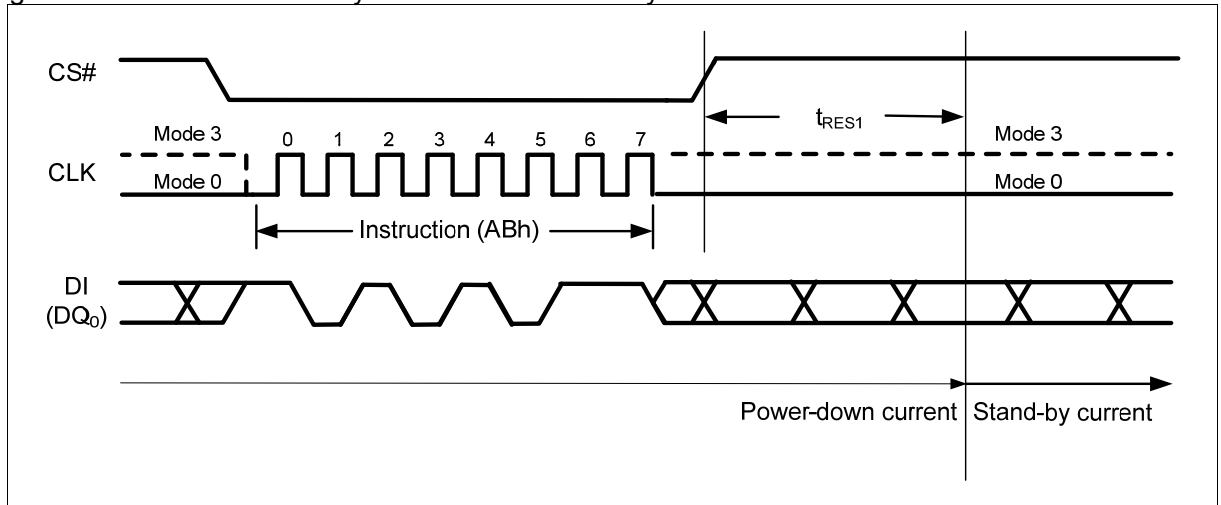 CS#
Mode 3
0 1 2 3 4 5 6 7
tRES1
Mode 3
CLK
Mode 0
Mode 0
Instruction (ABh)
DI
(DQ0)
Power-down current
Stand-by current